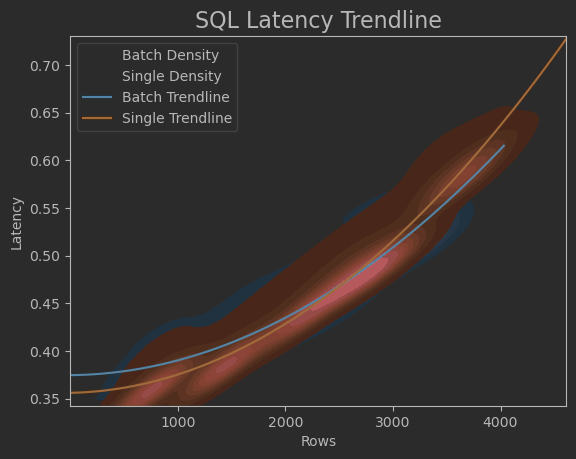 SQL Latency Trendline
Batch Density
Single Density
Batch Trendline
Single Trendline
0.70
0.65
0.60
0.55
0.50
0.45
0.40
0.35
Latency
1000 2000 3000 4000
Rows